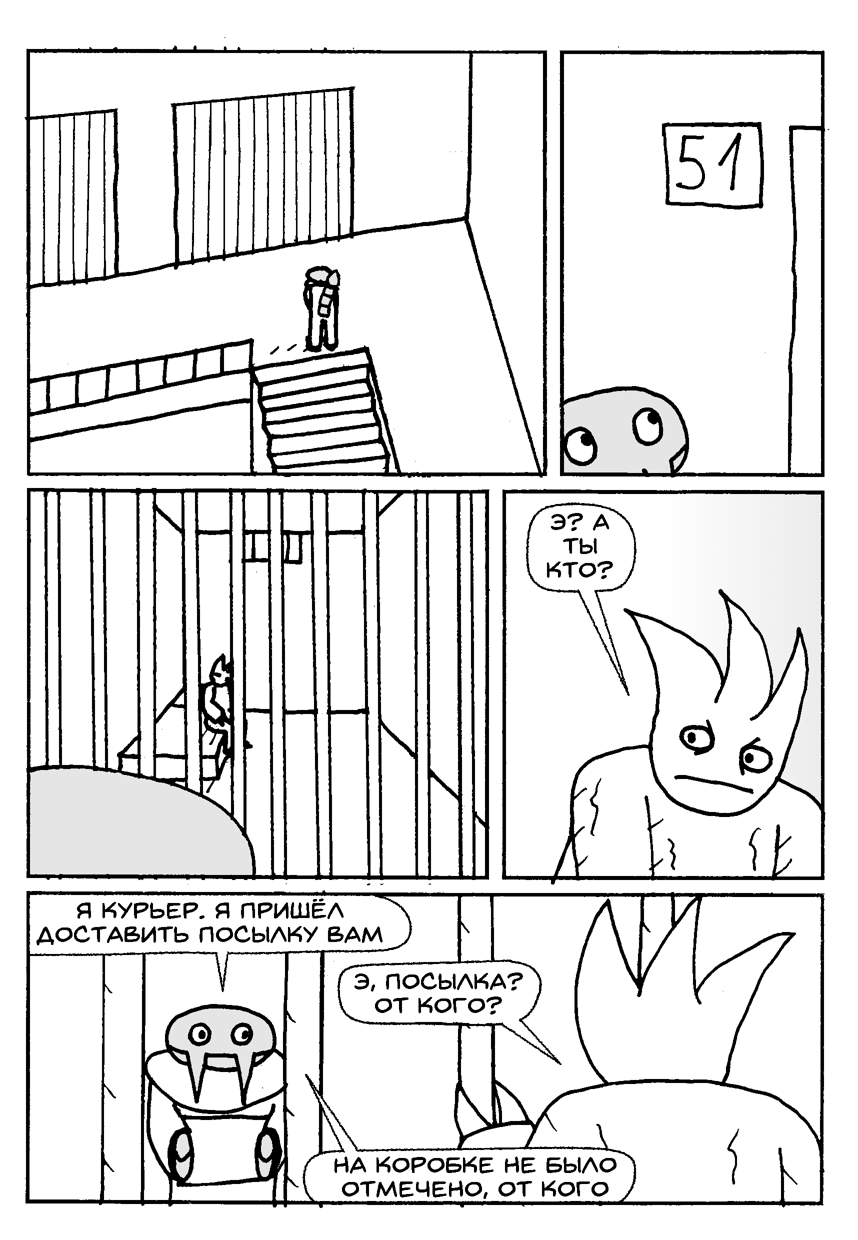 51
Э? А
ТЫ
КТО?
Я КУРЬЕР. Я ПРИШЁЛ
ДОСТАВИТЬ ПОСЫЛКУ ВАМ
Э, ПОСЫЛКА?
ОТ КОГО?
НА КОРОБКЕ НЕ БЫЛО
ОТМЕЧЕНО, ОТ КОГО